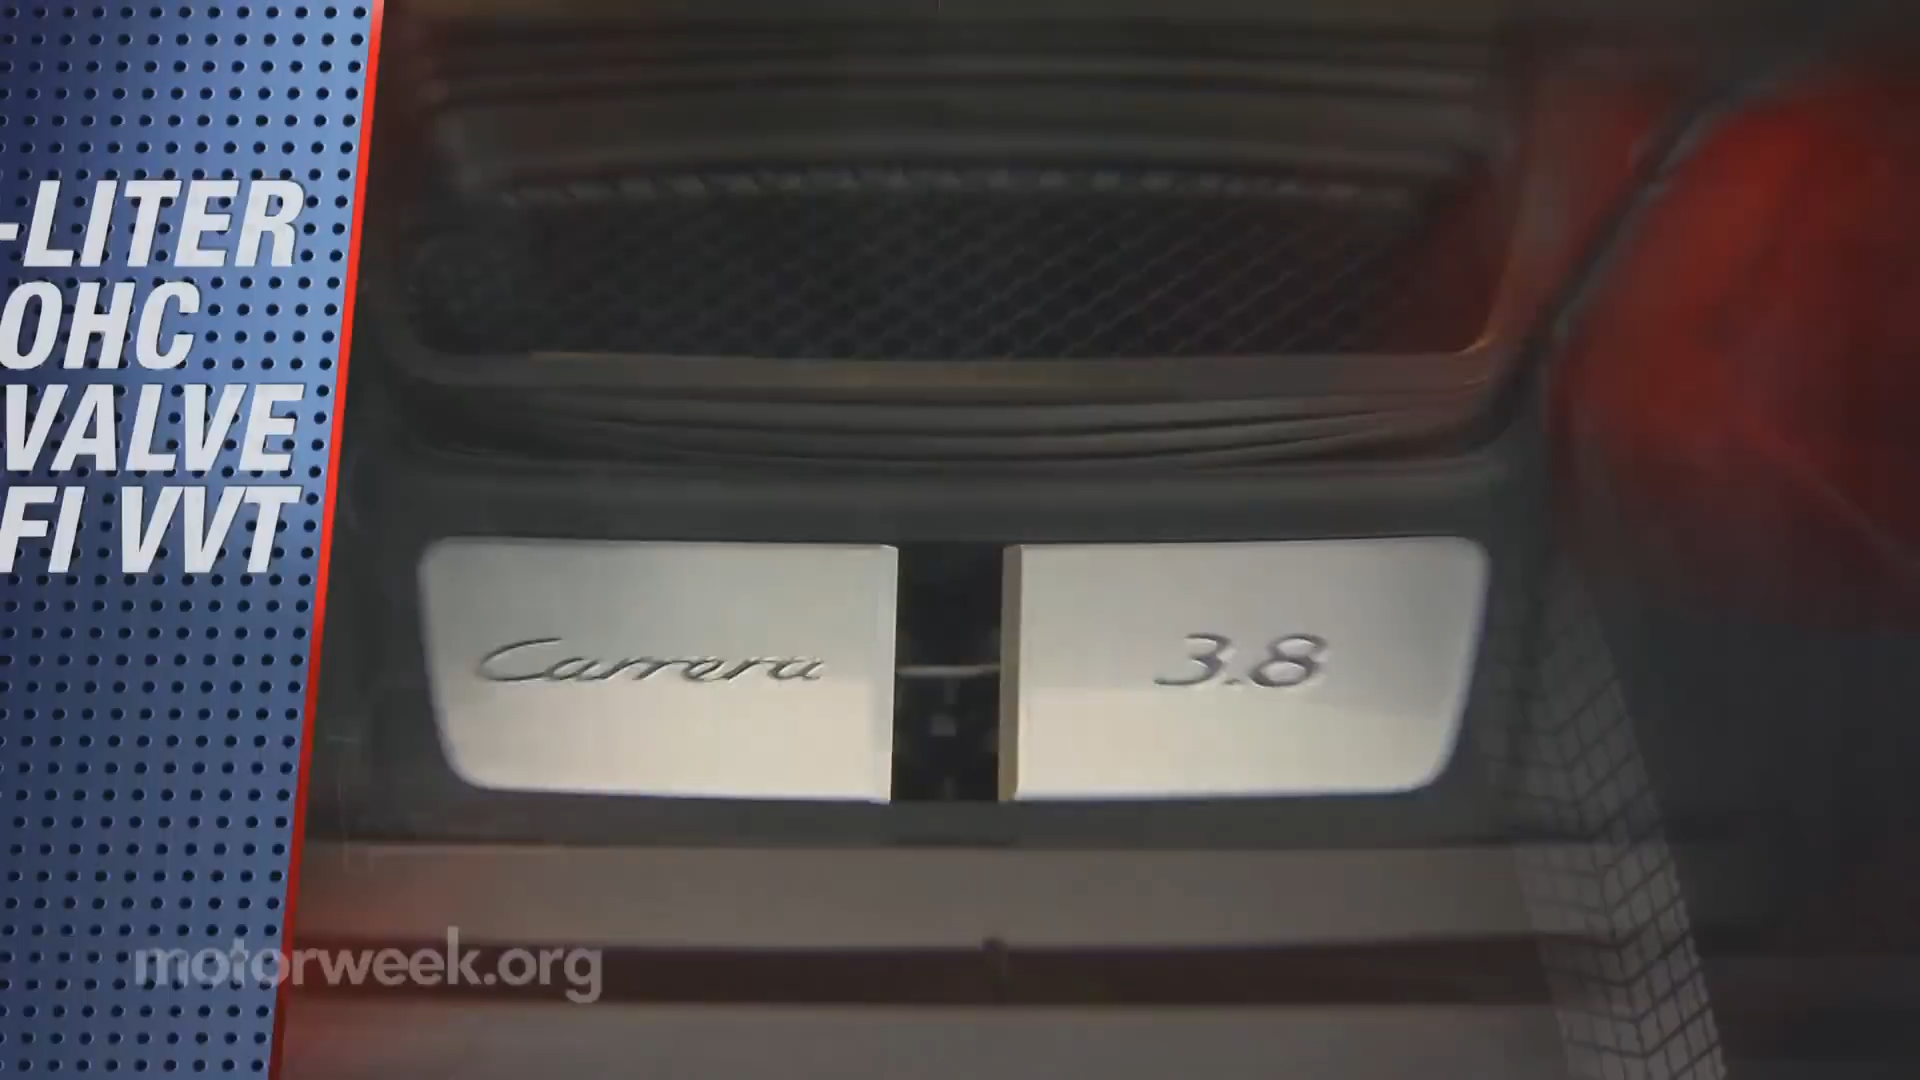 -LITER
OHC
VALVE
FI VVT
Carrera 3.8
motorweek.org